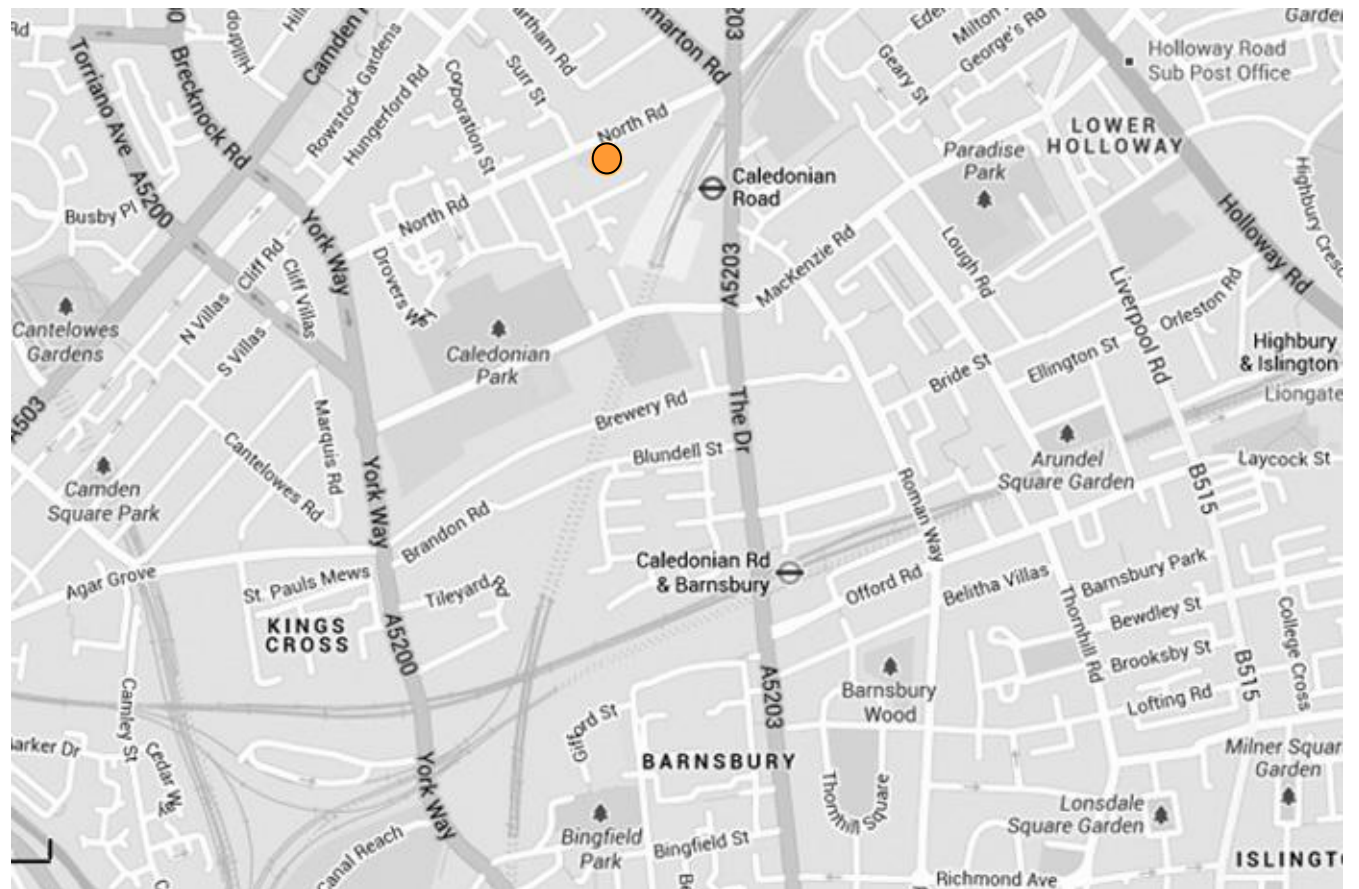 Rd
Torriano Ave
A5200
Brecknock Rd
Camden
Rowstock Gardens
Hungerford Rd
Corporation St
Surr St
North Rd
Geary St
Milton
George's Rd
Holloway Road
Sub Post Office
LOWER
HOLLOWAY
Paradise
Park
Caledonian
Road
Busby Pl
North Rd
York Way
Cliff Rd
Cliff Villas
N Villas
S Villas
Drovers W
Cantelowes
Gardens
Caledonian
Park
A5203
MacKenzie Rd
Lough Rd
Holloway Rd
Liverpool Rd
Orleston Rd
Highbury
& Islington
Bride St
Ellington St
Liongate
A503
Marquis Rd
Cantelowes Rd
Brewery Rd
The Dr
Blundell St
Arundel
Square Garden
Laycock St
Camden
Square Park
York Way
Brandon Rd
Roman Way
B515
Agar Grove
St. Pauls Mews
Tileyard Rd
Caledonian Rd
& Barnsbury
Offord Rd
Belitha Villas
Barnsbury Park
Bewdley St
Thornhill Rd
College Cross
KINGS
CROSS
A5200
Brooksby St
B515
Camley St
A5203
Barnsbury
Wood
Lofting Rd
Gifford St
arker Dr
Cedar W
York Way
BARNSBURY
Thornhill Square
Milner Squar
Garden
Lonsdale
Square Garden
Bingfield
Park
Bingfield St
Canal Reach
Richmond Ave
ISLINGT